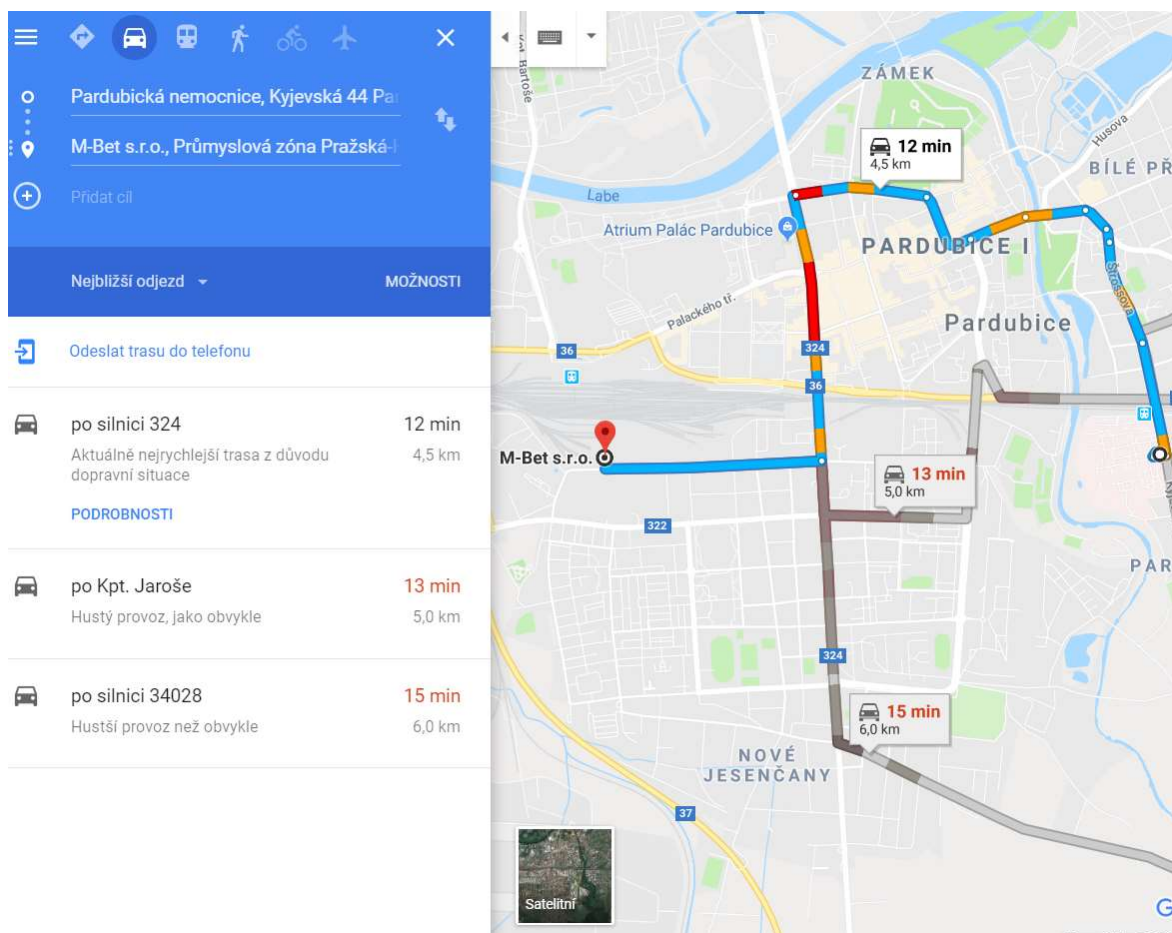 Pardubická nemocnice, Kyjevská 44 Pa
M-Bet s.r.o., Průmyslová zóna Pražská-
Přidat cíl
Nejbližší odjezd
MOŽNOSTI
Odeslat trasu do telefonu
po silnici 324
12 min
Aktuálně nejrychlejší trasa z důvodu
4,5 km
dopravní situace
PODROBNOSTI
po Kpt. Jaroše
13 min
Hustý provoz, jako obvykle
5,0 km
po silnici 34028
15 min
Hustší provoz než obvykle
6,0 km
Kpt. Bartoše
ZÁMEK
Husova
12 min
4,5 km
BÍLÉ PŘ
Labe
Atrium Palác Pardubice
PARDUBICE I
Štrossova
Palackého tř.
Pardubice
36
324
36
M-Bet s.r.o.
13 min
5,0 km
322
PAR
324
15 min
6,0 km
NOVÉ
JESENČANY
37
Satelitní
G